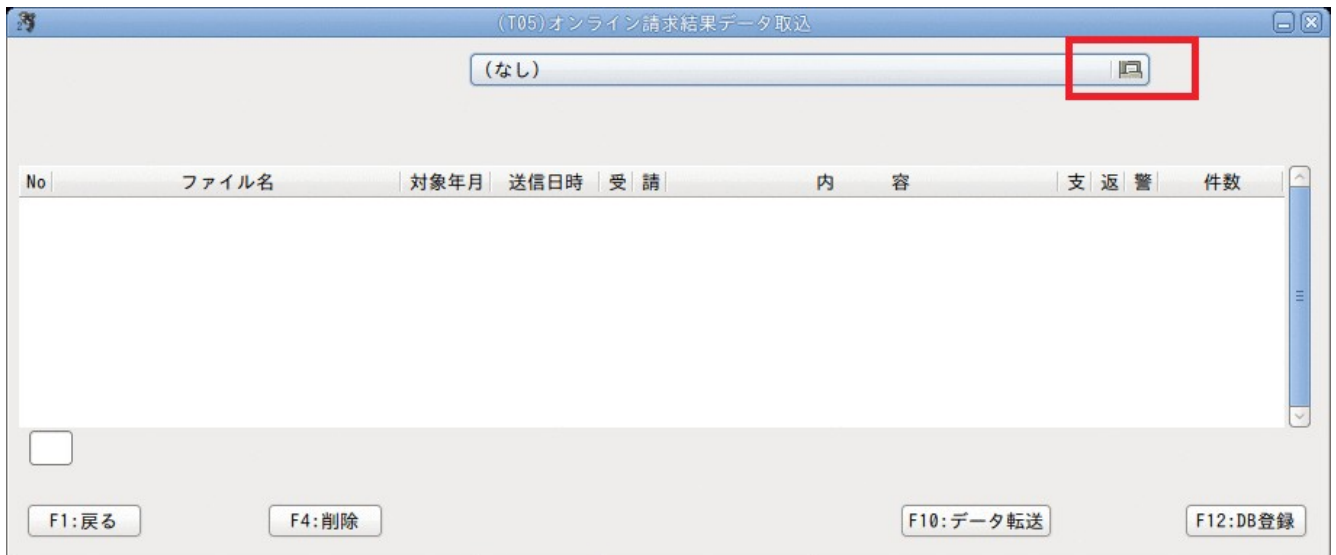 (T05)オンライン請求結果データ取込
(なし)
No ファイル名 対象年月 送信日時 受 請 内 容 支 返 警 件数
F1:戻る F4:削除 F10:データ転送 F12:DB登録